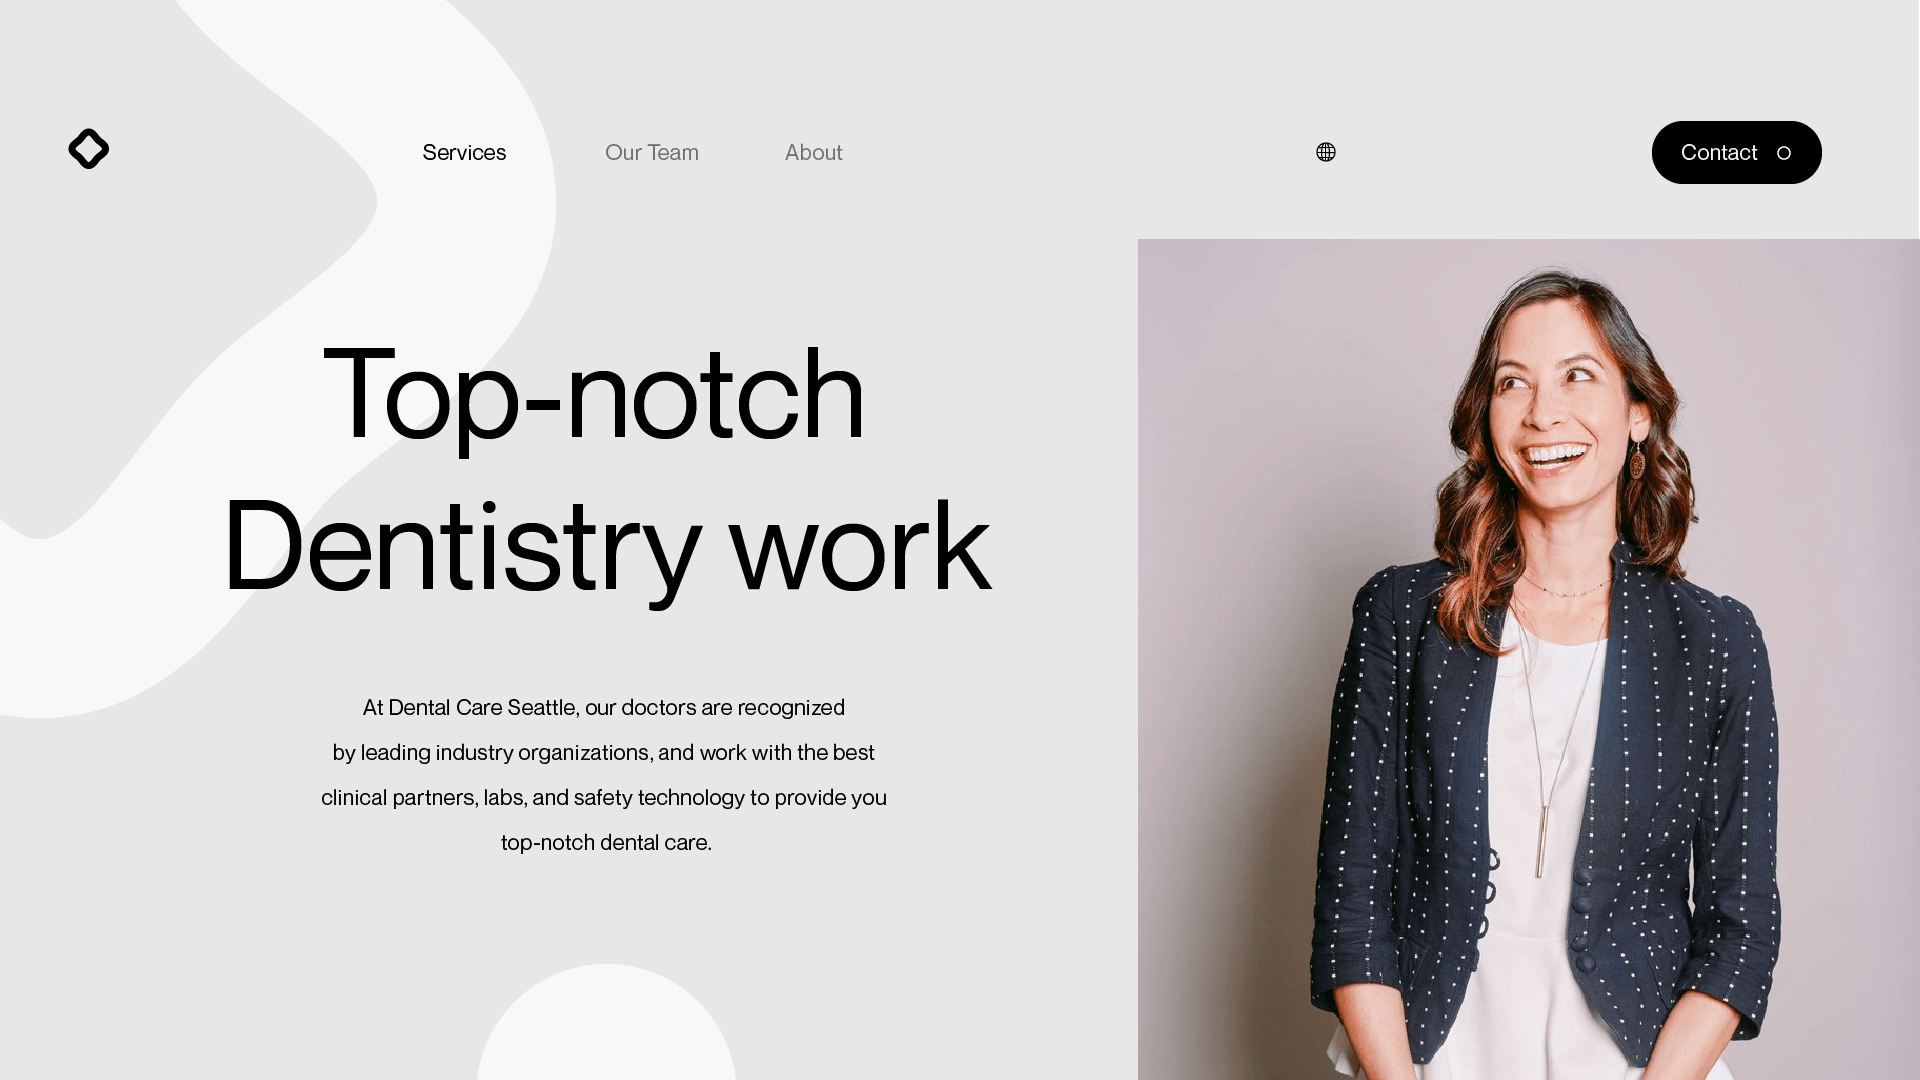 Services
Our Team
About
Contact
Top-notch
Dentistry work
At Dental Care Seattle, our doctors are recognized
by leading industry organizations, and work with the best
clinical partners, labs, and safety technology to provide you
top-notch dental care.